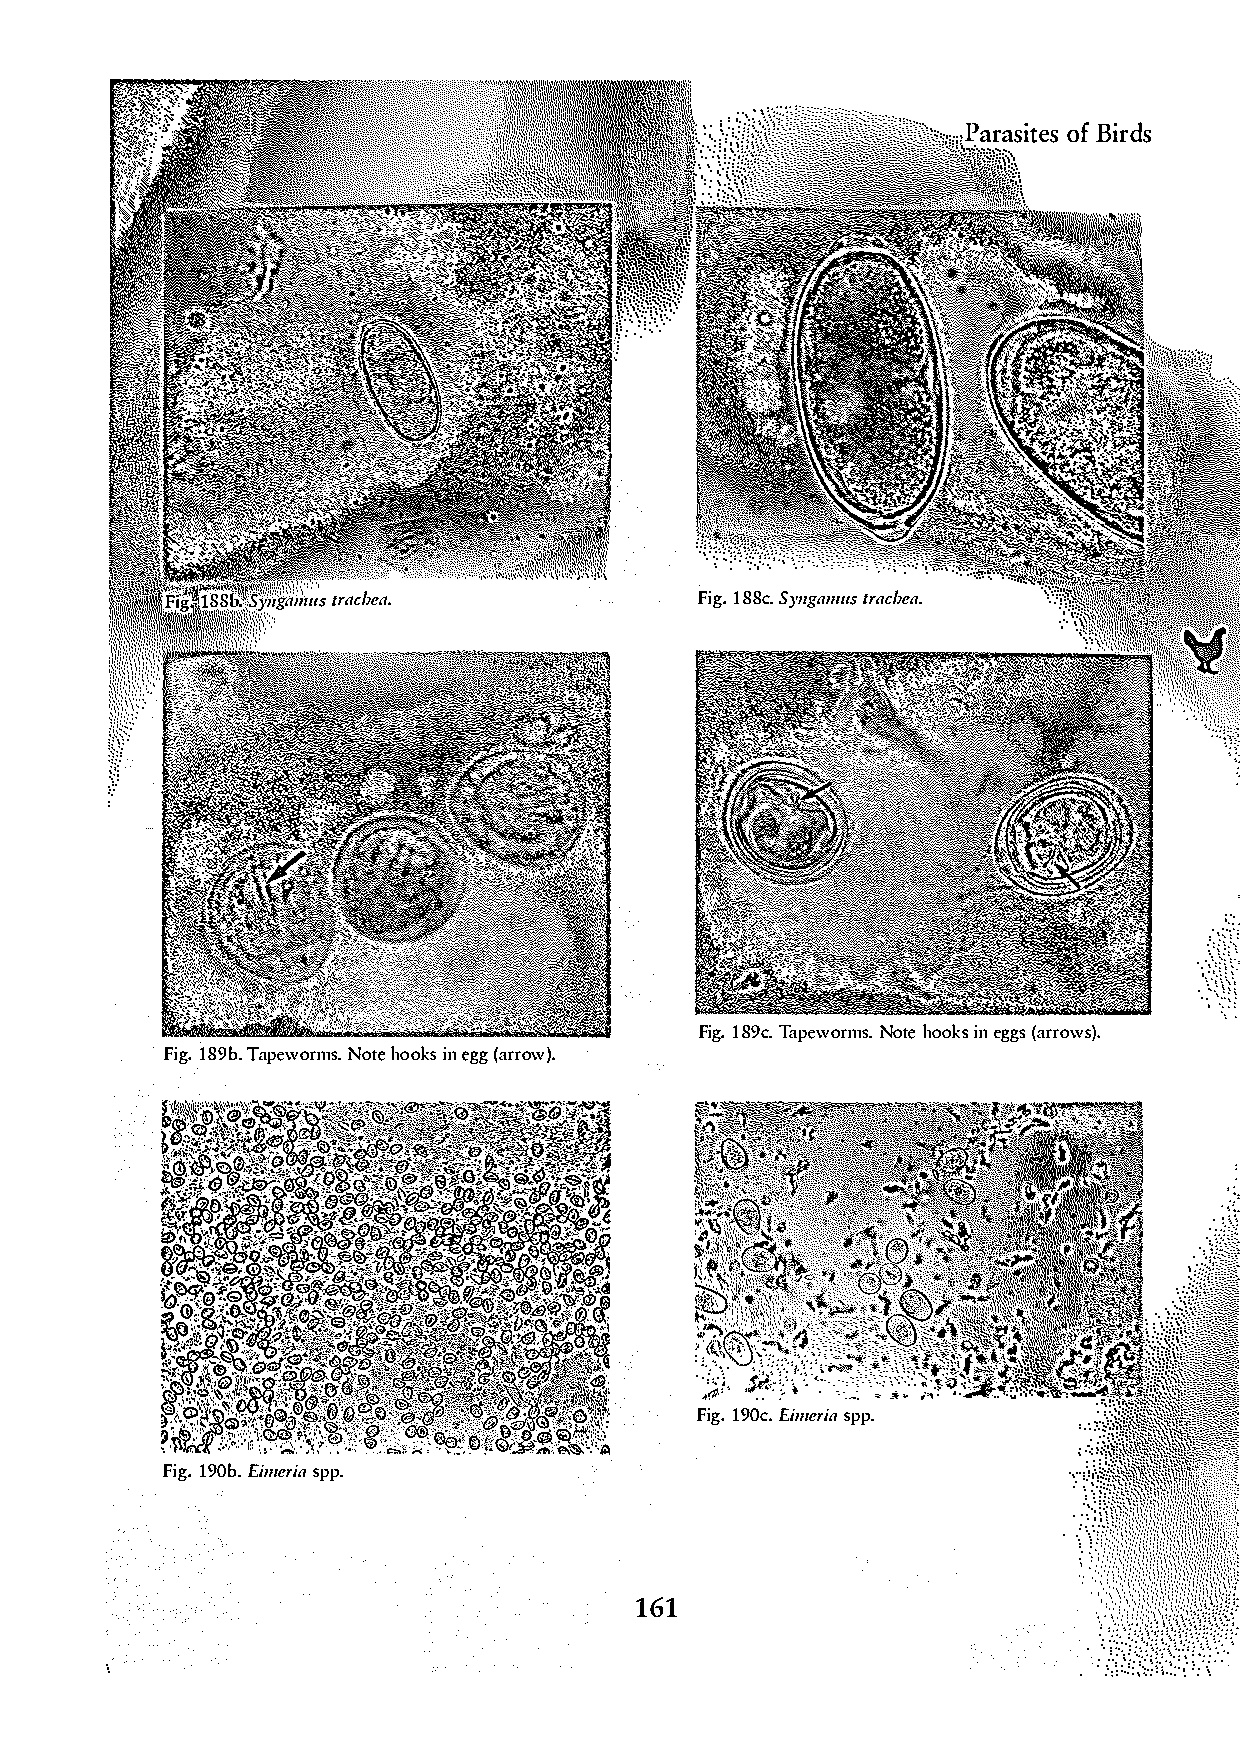 Parasites of Birds
Fig. 188b. Syngamus trachea.
Fig. 188c. Syngamus trachea.
Fig. 189b. Tapeworms. Note hooks in egg (arrow).
Fig. 189c. Tapeworms. Note hooks in eggs (arrows).
Fig. 190b. Eimeria spp.
Fig. 190c. Eimeria spp.
161